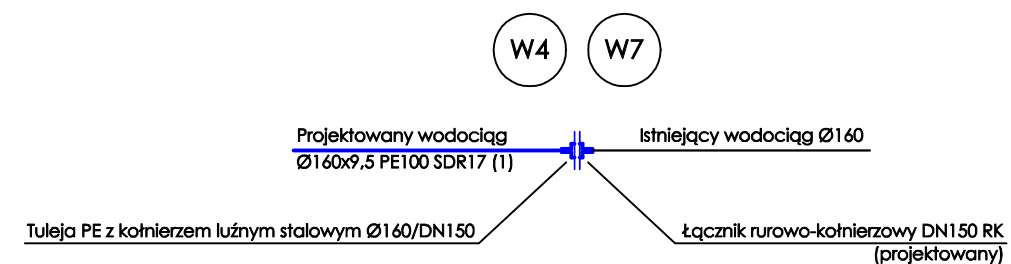 W4 W7
Projektowany wodociąg
Ø160x9,5 PE100 SDR17 (1)
Istniejący wodociąg Ø160
Tuleja PE z kołnierzem luźnym stalowym Ø160/DN150
Łącznik rurowo-kołnierzowy DN150 RK
(projektowany)